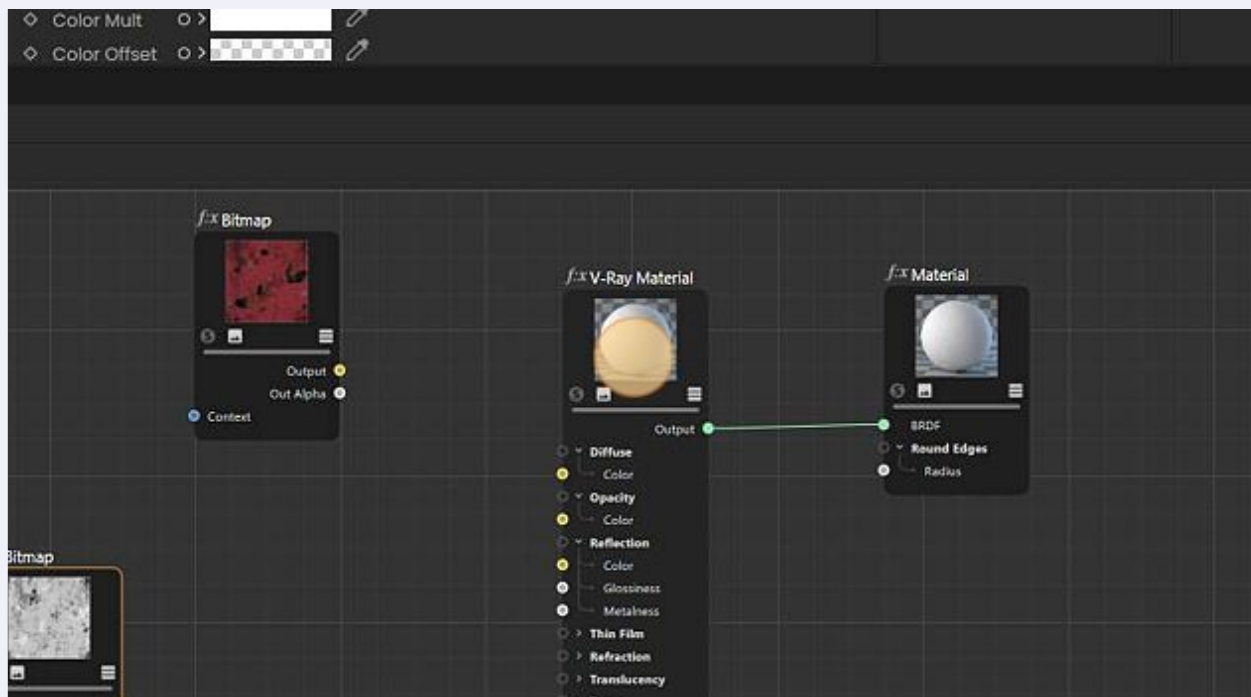 Color Mult
Color Offset
f:x Bitmap
Output
Out Alpha
Context
f:x V-Ray Material
Output
Diffuse
Color
Opacity
Color
Reflection
Color
Glossiness
Metalness
Thin Film
Refraction
Translucency
f:x Material
BRDF
Round Edges
Radius
Bitmap